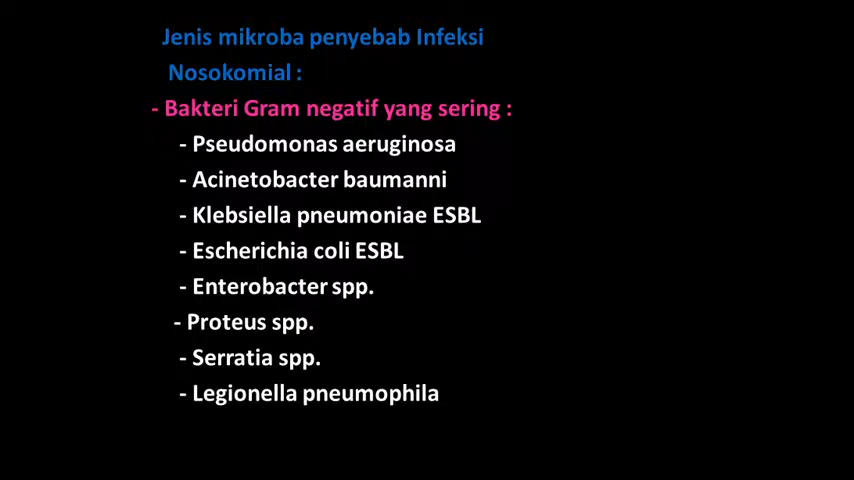 Jenis mikroba penyebab Infeksi
Nosokomial :
- Bakteri Gram negatif yang sering :
- Pseudomonas aeruginosa
- Acinetobacter baumanni
- Klebsiella pneumoniae ESBL
- Escherichia coli ESBL
- Enterobacter spp.
- Proteus spp.
- Serratia spp.
- Legionella pneumophila